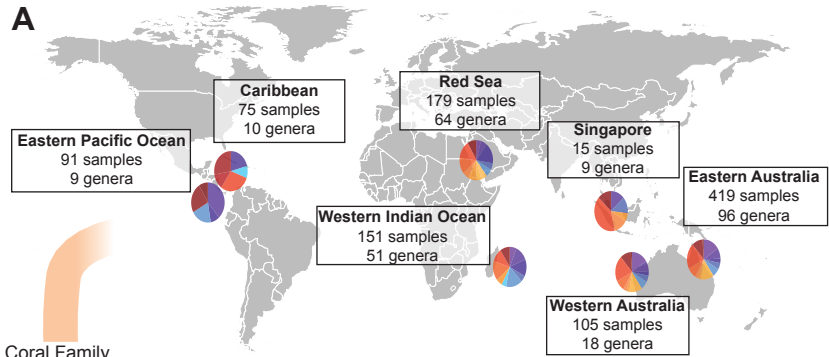 A
Caribbean
75 samples
10 genera
Red Sea
179 samples
64 genera
Eastern Pacific Ocean
91 samples
9 genera
Singapore
15 samples
9 genera
Eastern Australia
419 samples
96 genera
Western Indian Ocean
151 samples
51 genera
Western Australia
105 samples
18 genera
Coral Family